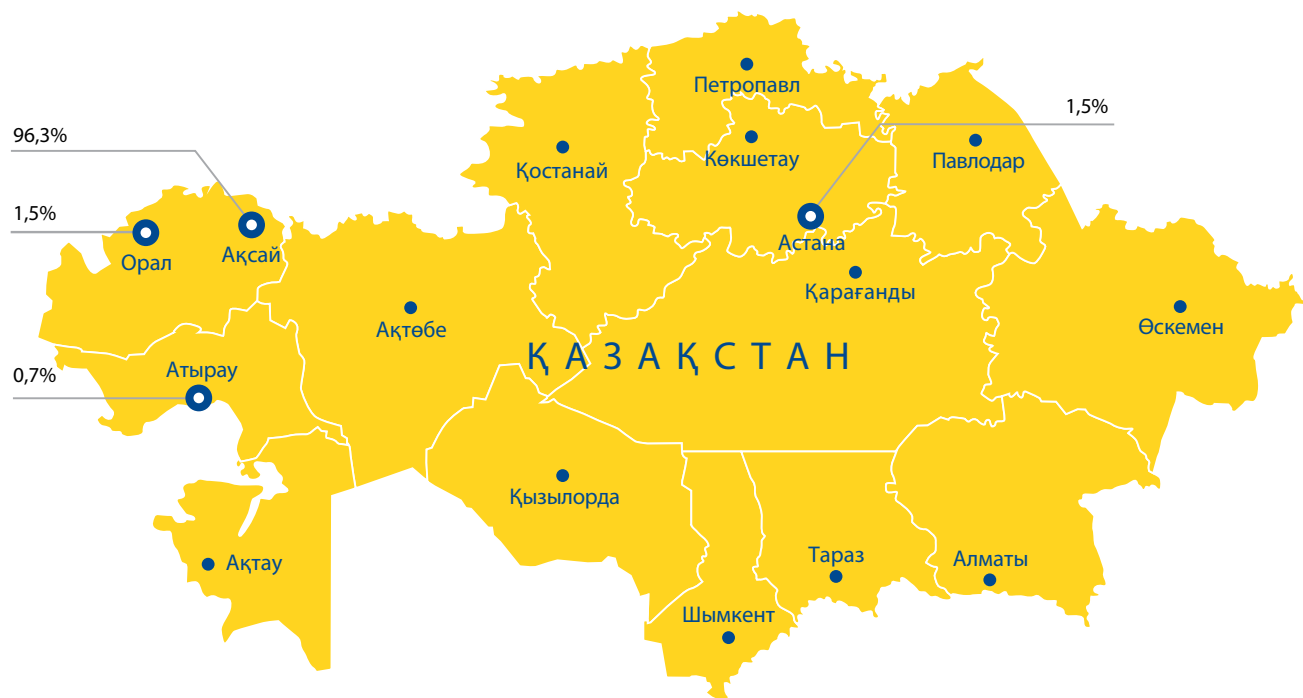 Петропавл
1,5%
96,3%
Қостанай
Көкшетау
Павлодар
1,5%
Орал
Ақсай
Астана
Қарағанды
Ақтөбе
Өскемен
ҚАЗАҚСТАН
0,7%
Атырау
Қызылорда
Ақтау
Тараз
Алматы
Шымкент